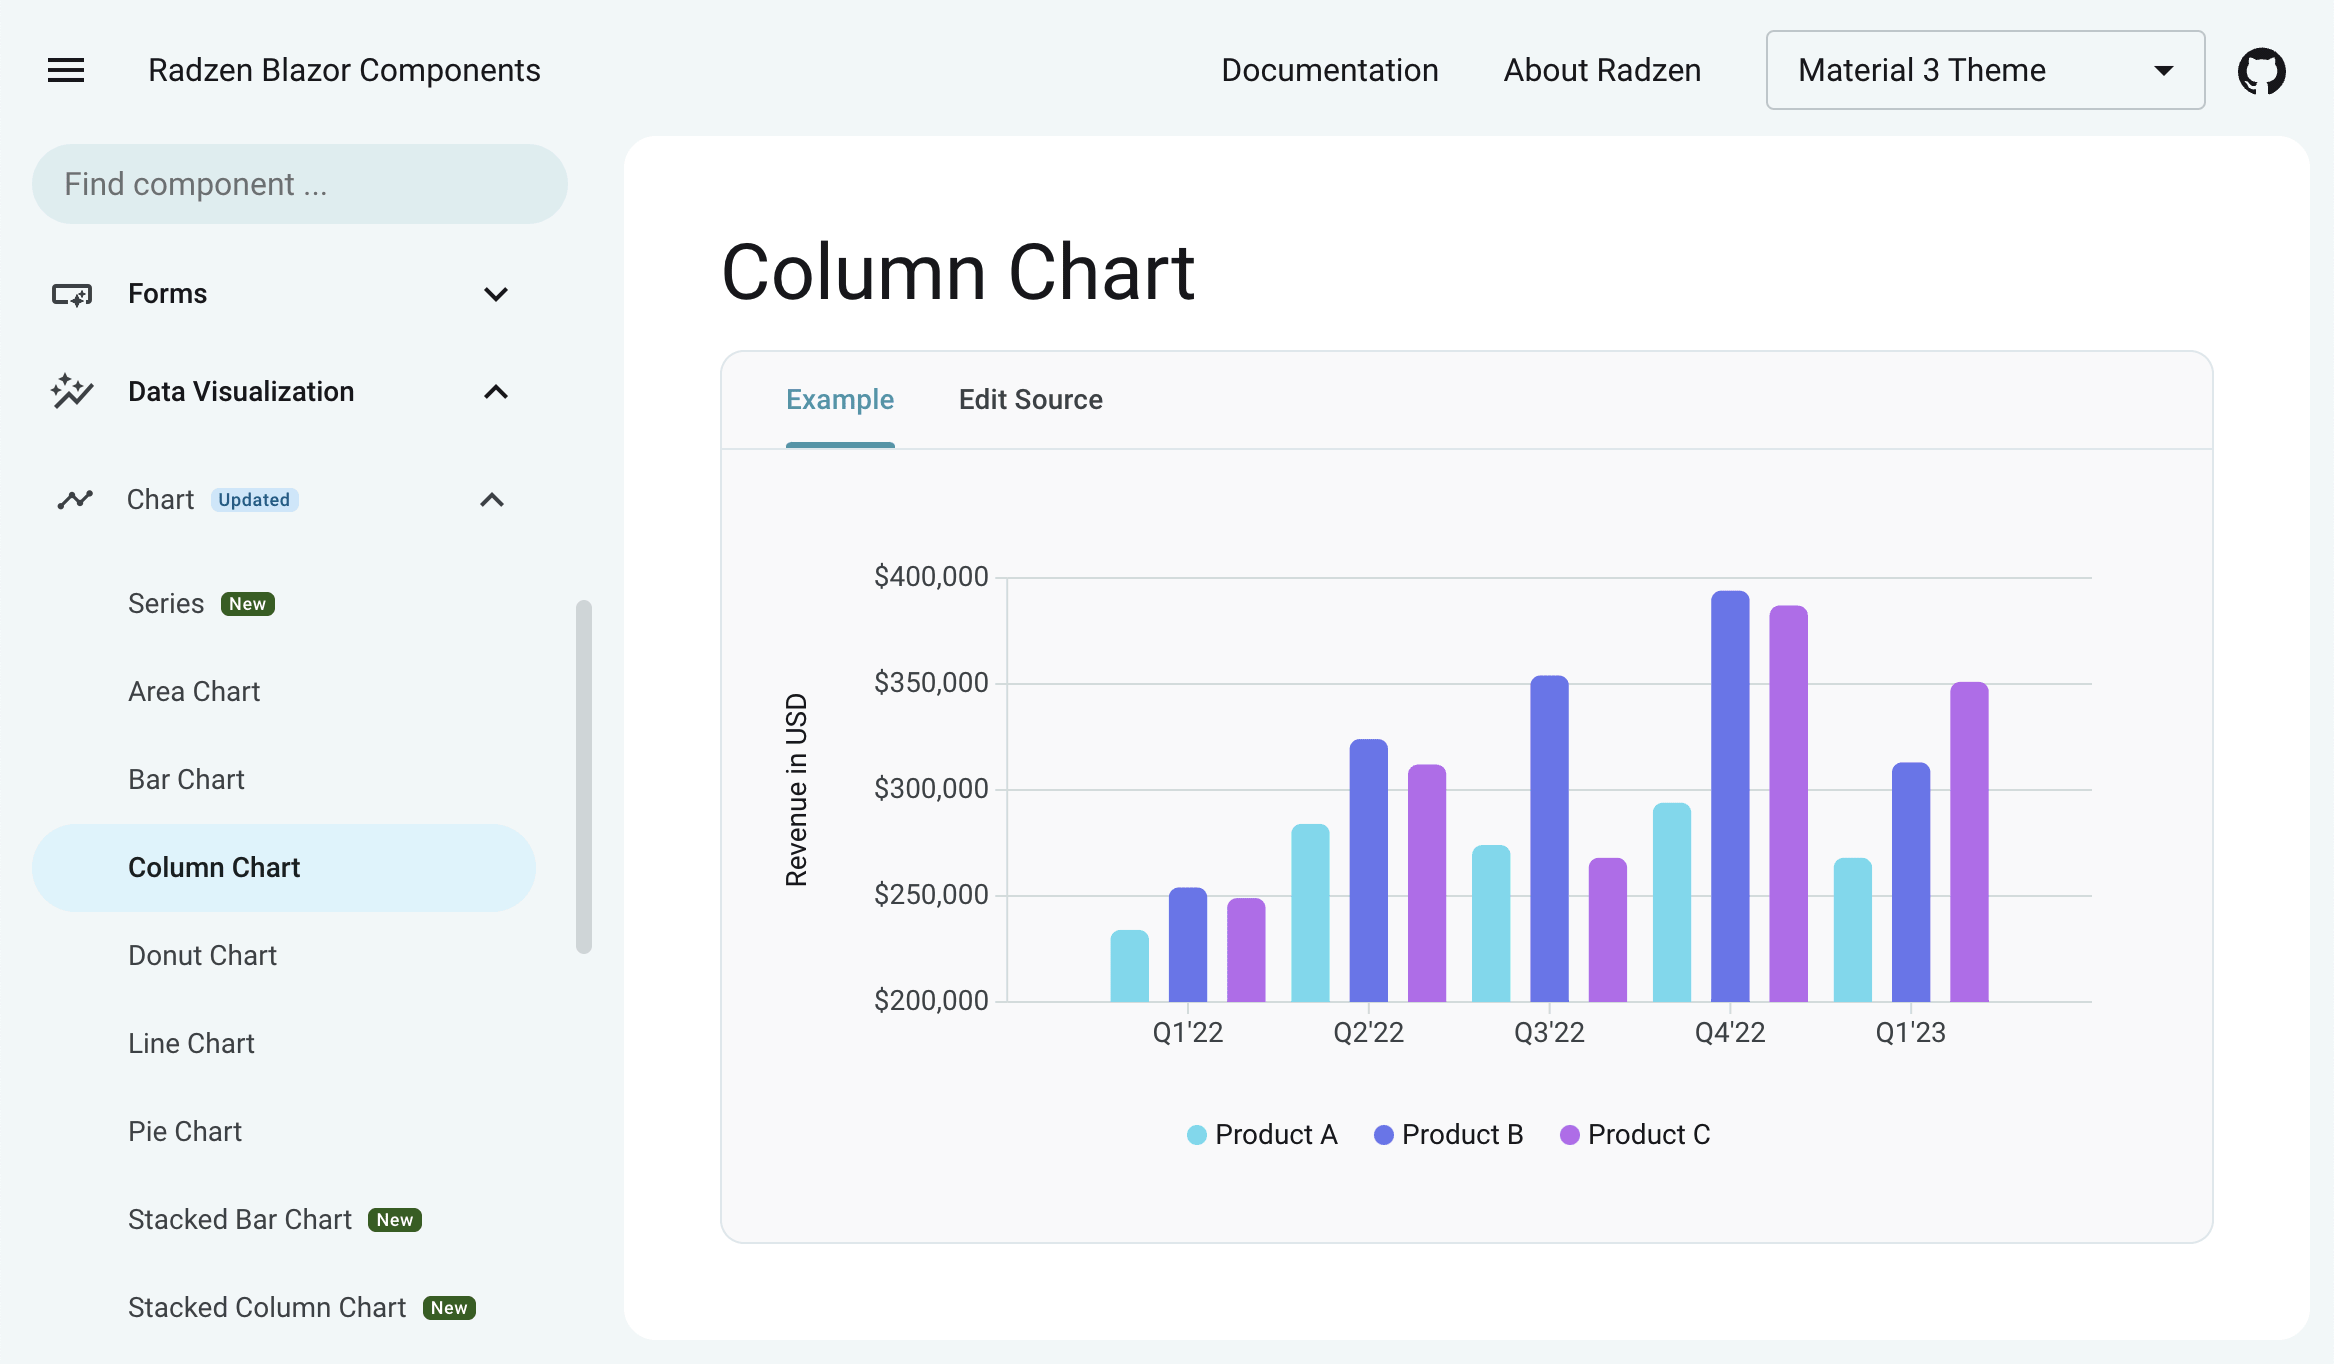 Radzen Blazor Components
Documentation
About Radzen
Material 3 Theme
Find component ...
Forms
Data Visualization
Chart Updated
Series New
Area Chart
Bar Chart
Column Chart
Donut Chart
Line Chart
Pie Chart
Stacked Bar Chart New
Stacked Column Chart New
Column Chart
Example
Edit Source
Revenue in USD
$400,000
$350,000
$300,000
$250,000
$200,000
Q1'22 Q2'22 Q3'22 Q4'22 Q1'23
Product A Product B Product C